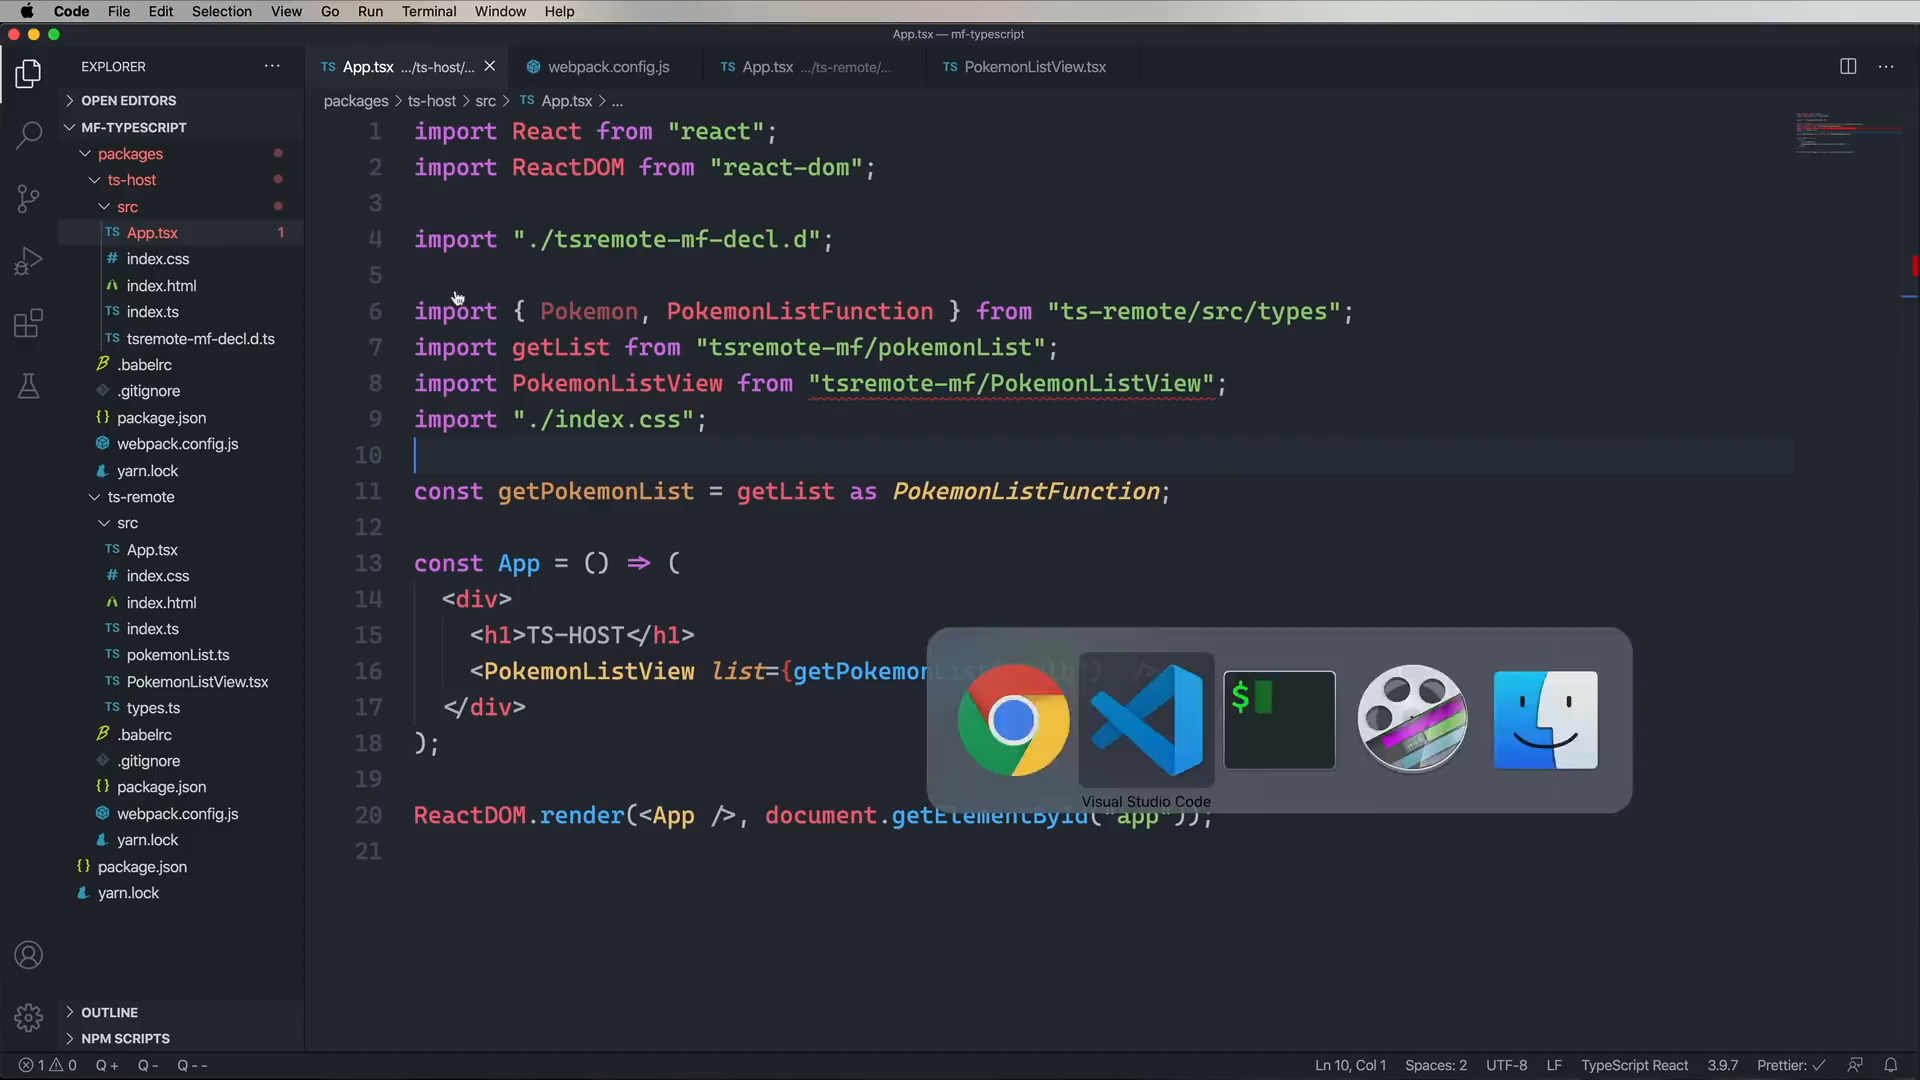 Code File Edit Selection View Go Run Terminal Window Help
App.tsx — mf-typescript
EXPLORER
OPEN EDITORS
MF-TYPESCRIPT
packages
ts-host
src
TS App.tsx 1
# index.css
index.html
TS index.ts
TS tsremote-mf-decl.d.ts
.babelrc
.gitignore
{} package.json
webpack.config.js
yarn.lock
ts-remote
src
TS App.tsx
# index.css
index.html
TS index.ts
TS pokemonList.ts
TS PokemonListView.tsx
TS types.ts
.babelrc
.gitignore
{} package.json
webpack.config.js
yarn.lock
{} package.json
yarn.lock
OUTLINE
NPM SCRIPTS
TS App.tsx .../ts-host/...
webpack.config.js
TS App.tsx .../ts-remote/...
TS PokemonListView.tsx
packages > ts-host > src > TS App.tsx > ...
1 import React from "react";
2 import ReactDOM from "react-dom";
3
4 import "./tsremote-mf-decl.d";
5
6 import { Pokemon, PokemonListFunction } from "ts-remote/src/types";
7 import getList from "tsremote-mf/pokemonList";
8 import PokemonListView from "tsremote-mf/PokemonListView";
9 import "./index.css";
10
11 const getPokemonList = getList as PokemonListFunction;
12
13 const App = () => (
14 <div>
15 <h1>TS-HOST</h1>
16 <PokemonListView list={getPokemon
17 </div>
18 );
19
20 ReactDOM.render(<App />, document.getElementById("app"));
21
$
Visual Studio Code
1 0 Q+ Q- Q--
Ln 10, Col 1 Spaces: 2 UTF-8 LF TypeScript React 3.9.7 Prettier: ✓